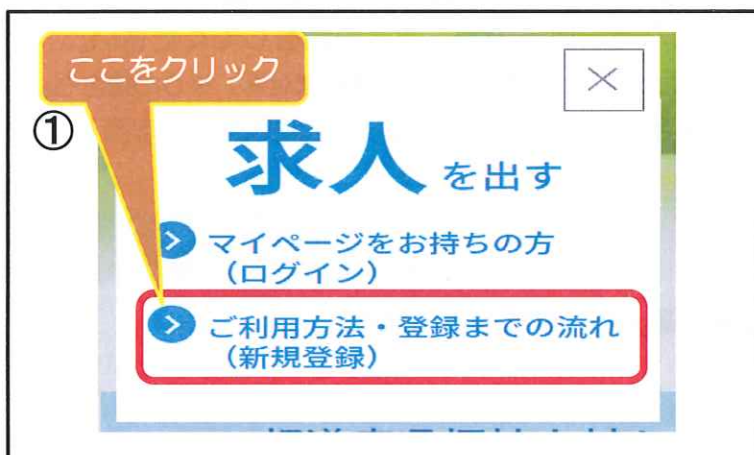 ここをクリック
①
求人を出す
マイページをお持ちの方
（ログイン）
ご利用方法・登録までの流れ
（新規登録）